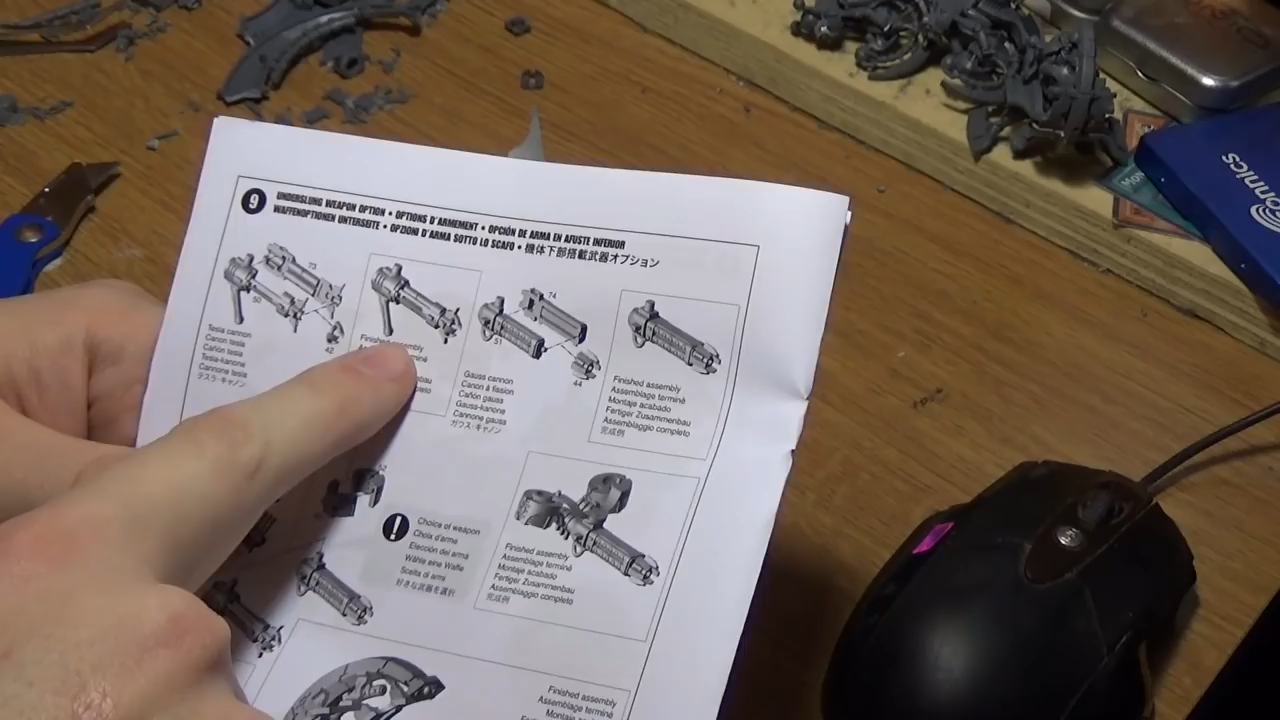 9
UNDERSLUNG WEAPON OPTION • OPTIONS D'ARMEMENT • OPCIÓN DE ARMA EN AFUSTE INFERIOR
WAFFENOPTIONEN UNTERSEITE • OPZIONI D'ARMA SOTTO LO SCAFO • 機体下部搭載武器オプション
73
50
42
Tesla cannon
Canon tesla
Cañón tesla
Tesla-kanone
Cannone tesla
テスラ・キャノン
Finished assembly
74
51
44
Gauss cannon
Canon à fission
Cañón gauss
Gauss-kanone
Cannone gauss
ガウス・キャノン
Finished assembly
Assemblage terminé
Montaje acabado
Fertiger Zusammenbau
Assemblaggio completo
完成例
!
Choice of weapon
Choix d'arme
Elección del arma
Wähle eine Waffe
Scelta di armi
好きな武器を選択
Finished assembly
Assemblage terminé
Montaje acabado
Fertiger Zusammenbau
Assemblaggio completo
完成例
Finished assembly
Assemblage terminé
onnics